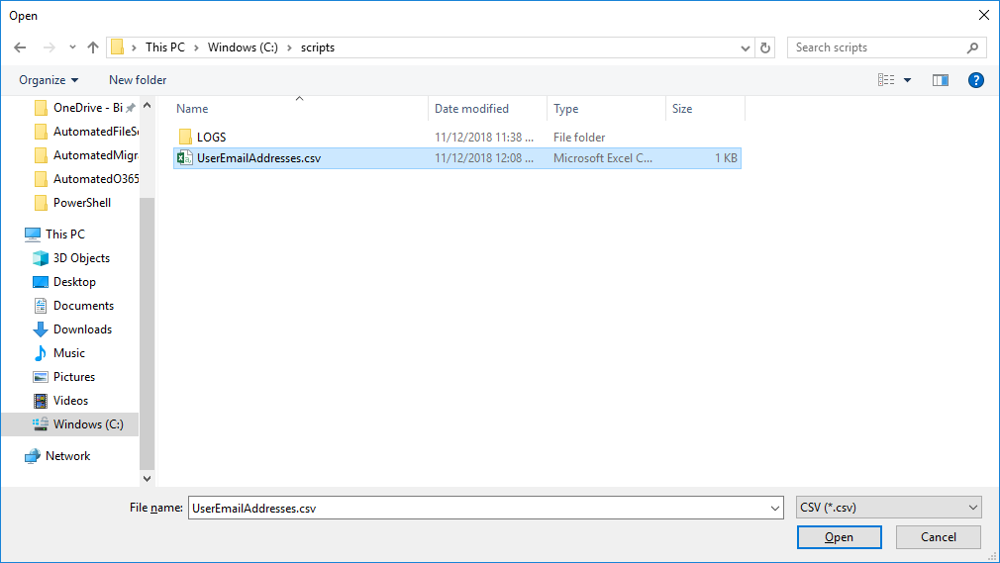 Open
This PC › Windows (C:) › scripts
Search scripts
Organize
New folder
?
Name
Date modified
Type
Size
OneDrive - Bi
AutomatedFileSe
AutomatedMigra
AutomatedO365
PowerShell
This PC
3D Objects
Desktop
Documents
Downloads
Music
Pictures
Videos
Windows (C:)
Network
LOGS 11/12/2018 11:38 ... File folder
UserEmailAddresses.csv 11/12/2018 12:08 ... Microsoft Excel C... 1 KB
File name: UserEmailAddresses.csv
CSV (*.csv)
Open
Cancel